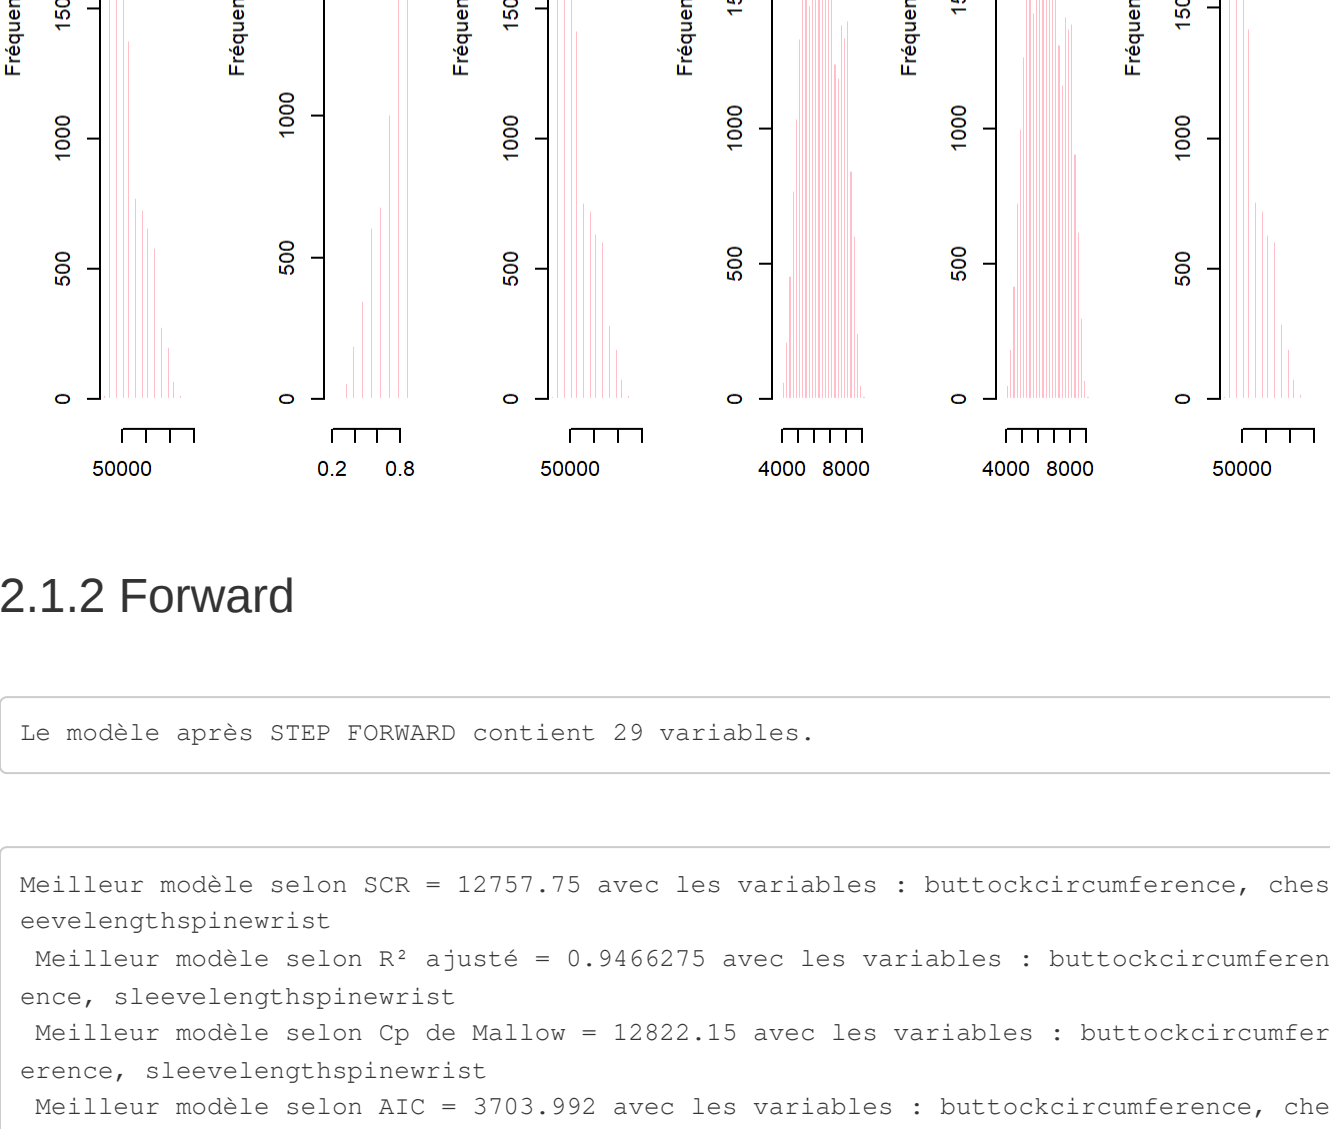 Fréquen
Fréquen
Fréquen
Fréquen
Fréquen
Fréquen
0 500 1000 150
0 500 1000
0 500 1000 150
0 500 1000 15
0 500 1000 15
0 500 1000 150
50000
0.2 0.8
50000
4000 8000
4000 8000
50000
2.1.2 Forward
Le modèle après STEP FORWARD contient 29 variables.
Meilleur modèle selon SCR = 12757.75 avec les variables : buttockcircumference, ches
eevelengthspinewrist
Meilleur modèle selon R² ajusté = 0.9466275 avec les variables : buttockcircumferen
ence, sleevelengthspinewrist
Meilleur modèle selon Cp de Mallow = 12822.15 avec les variables : buttockcircumfer
erence, sleevelengthspinewrist
Meilleur modèle selon AIC = 3703.992 avec les variables : buttockcircumference, che